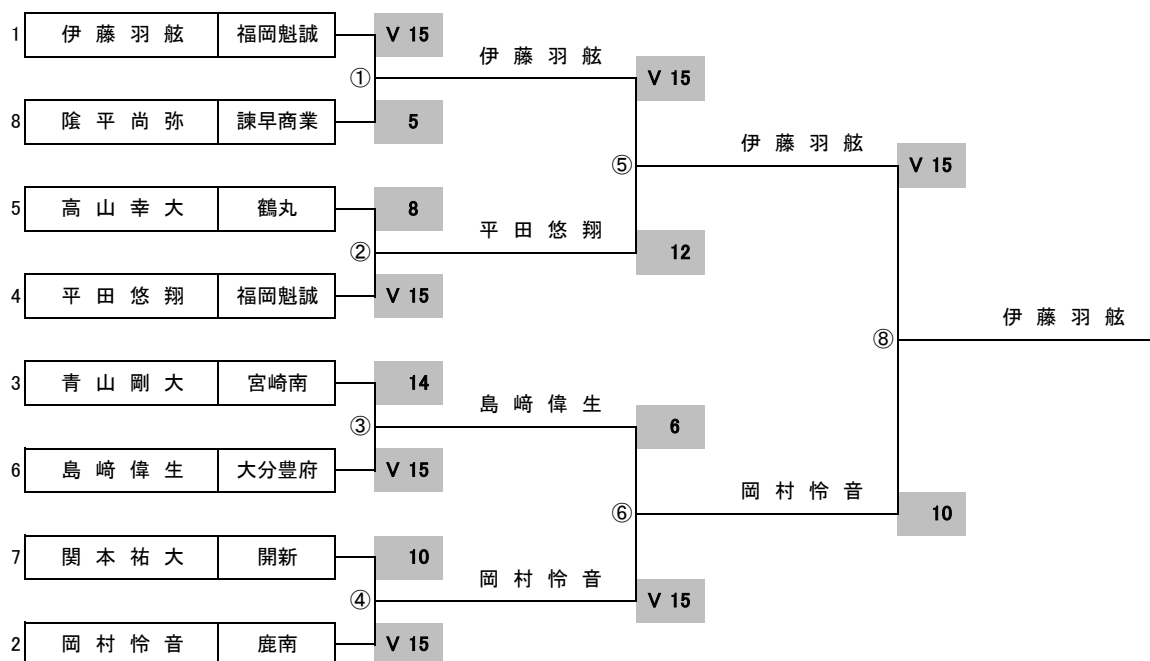 1 伊藤羽舷 福岡魁誠 V 15
伊藤羽舷
① V 15
8 陰平尚弥 諫早商業 5
伊藤羽舷
⑤ V 15
5 高山幸大 鶴丸 8
平田悠翔
② 12
4 平田悠翔 福岡魁誠 V 15
伊藤羽舷
⑧
3 青山剛大 宮崎南 14
島﨑偉生
③ 6
6 島﨑偉生 大分豊府 V 15
岡村怜音
⑥ 10
7 関本祐大 開新 10
岡村怜音
④ V 15
2 岡村怜音 鹿南 V 15